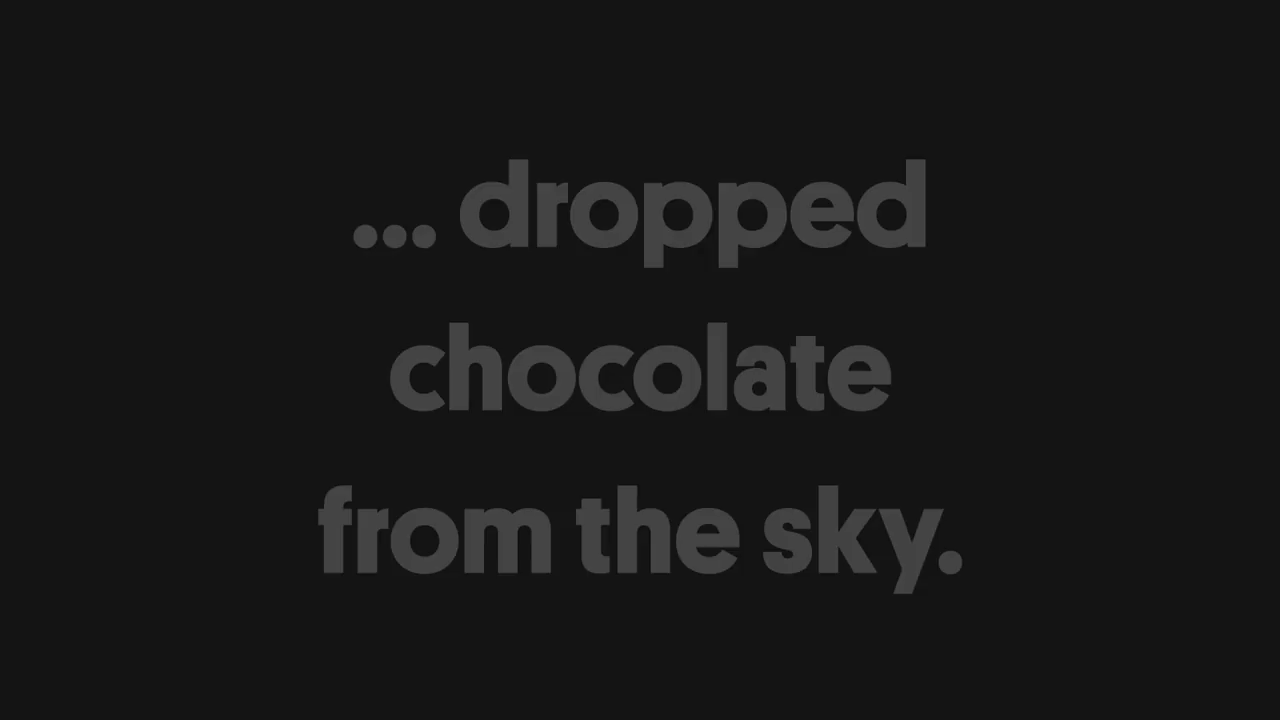 ... dropped
chocolate
from the sky.